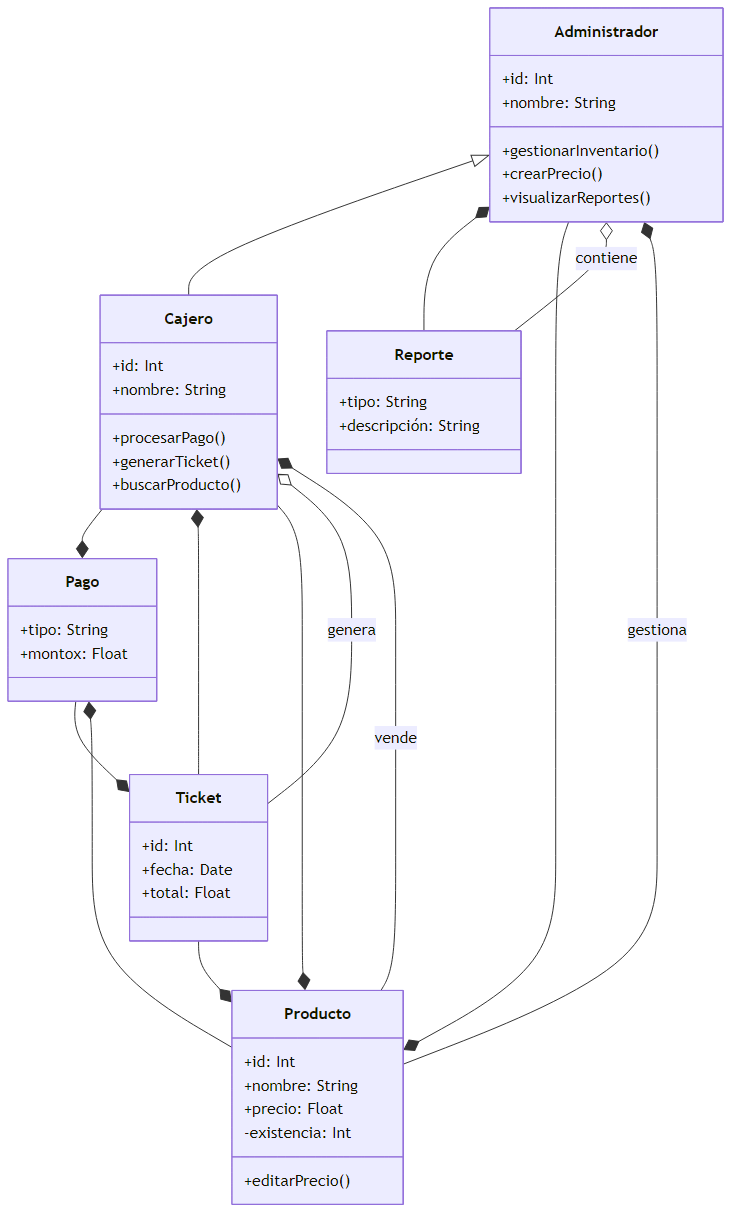 Administrador
+id: Int
+nombre: String
+gestionarInventario()
+crearPrecio()
+visualizarReportes()
contiene
Cajero
+id: Int
+nombre: String
+procesarPago()
+generarTicket()
+buscarProducto()
Reporte
+tipo: String
+descripción: String
Pago
+tipo: String
+montox: Float
genera
gestiona
vende
Ticket
+id: Int
+fecha: Date
+total: Float
Producto
+id: Int
+nombre: String
+precio: Float
-existencia: Int
+editarPrecio()